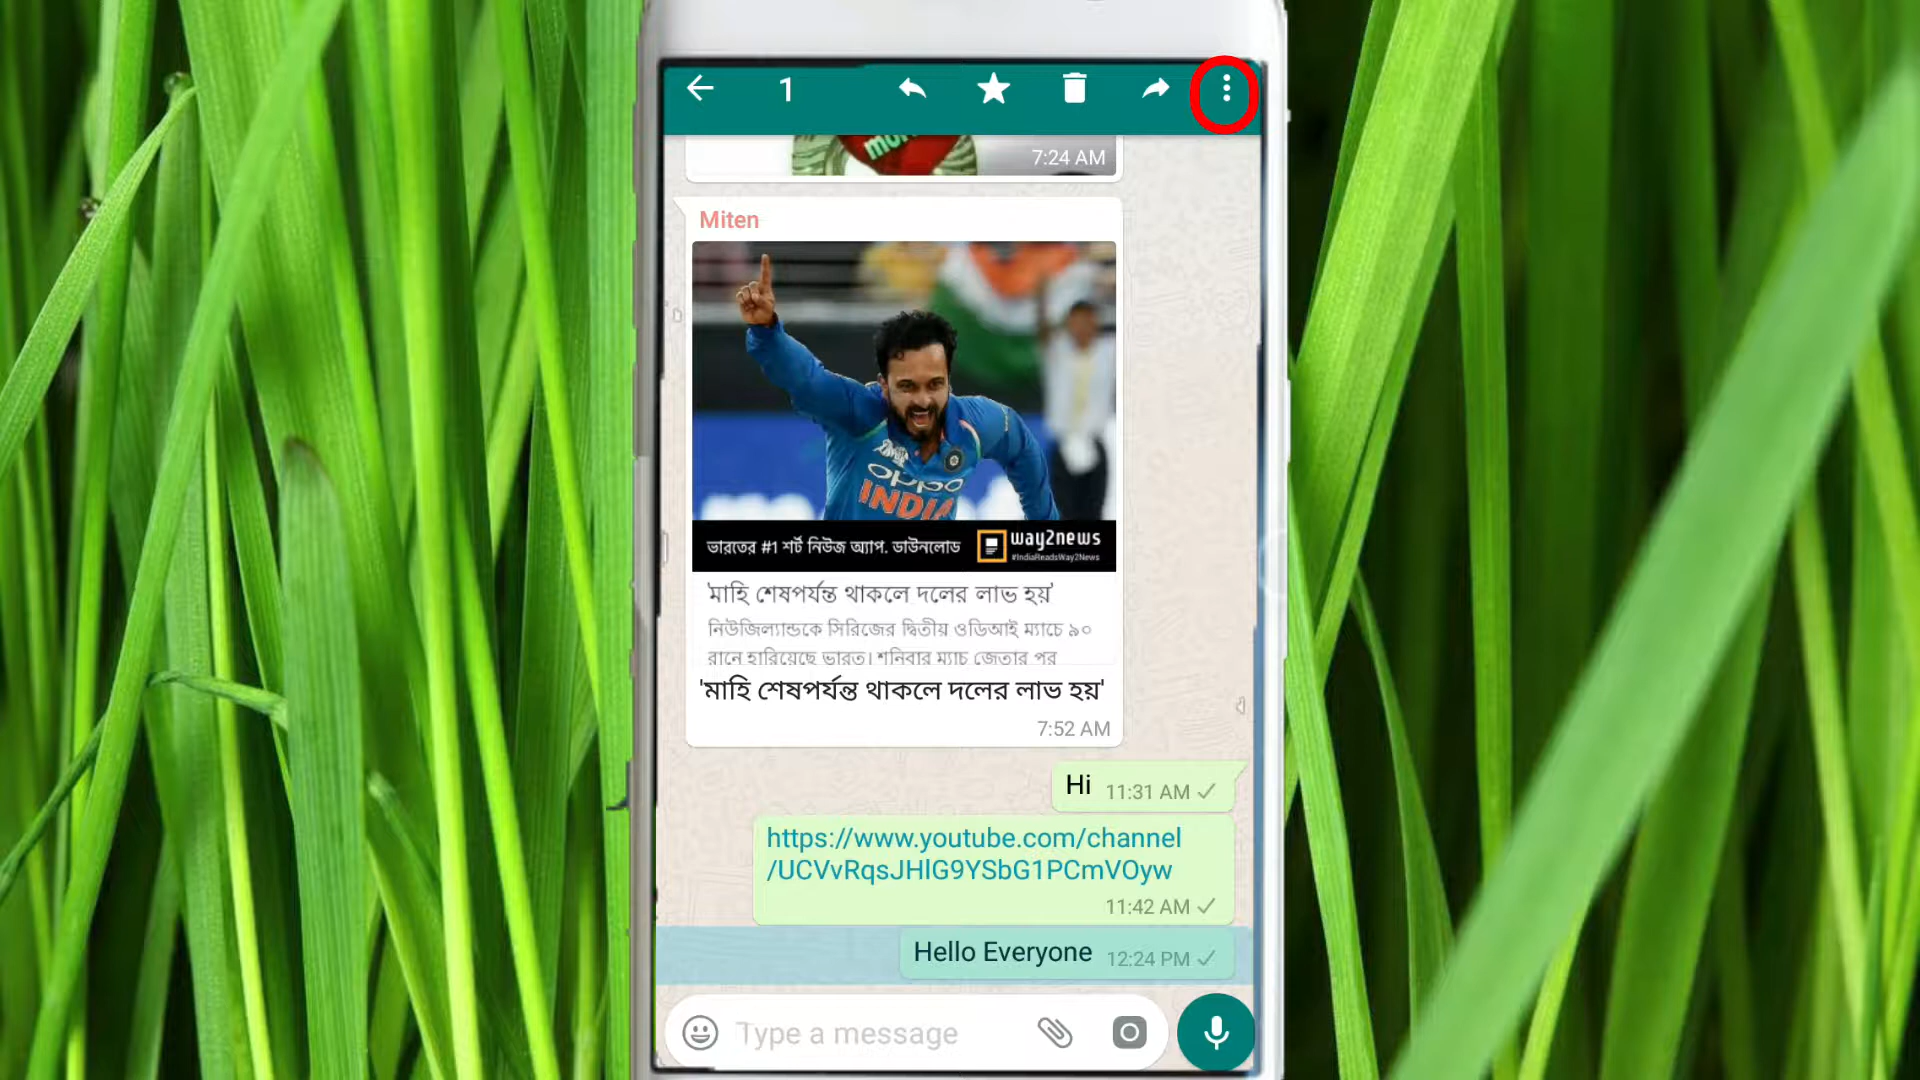 1
7:24 AM
Miten
oppo
INDIA
ভারতের #1 শর্ট নিউজ অ্যাপ. ডাউনলোড
way2news
#IndiaReadsWay2News
'মাহি শেষপর্যন্ত থাকলে দলের লাভ হয়'
নিউজিল্যান্ডকে সিরিজের দ্বিতীয় ওডিআই ম্যাচে ৯০
রানে হারিয়েছে ভারত। শনিবার ম্যাচ জেতার পর
'মাহি শেষপর্যন্ত থাকলে দলের লাভ হয়'
7:52 AM
Hi 11:31 AM
https://www.youtube.com/channel
/UCVvRqsJHlG9YSbG1PCmVOyw
11:42 AM
Hello Everyone 12:24 PM
Type a message